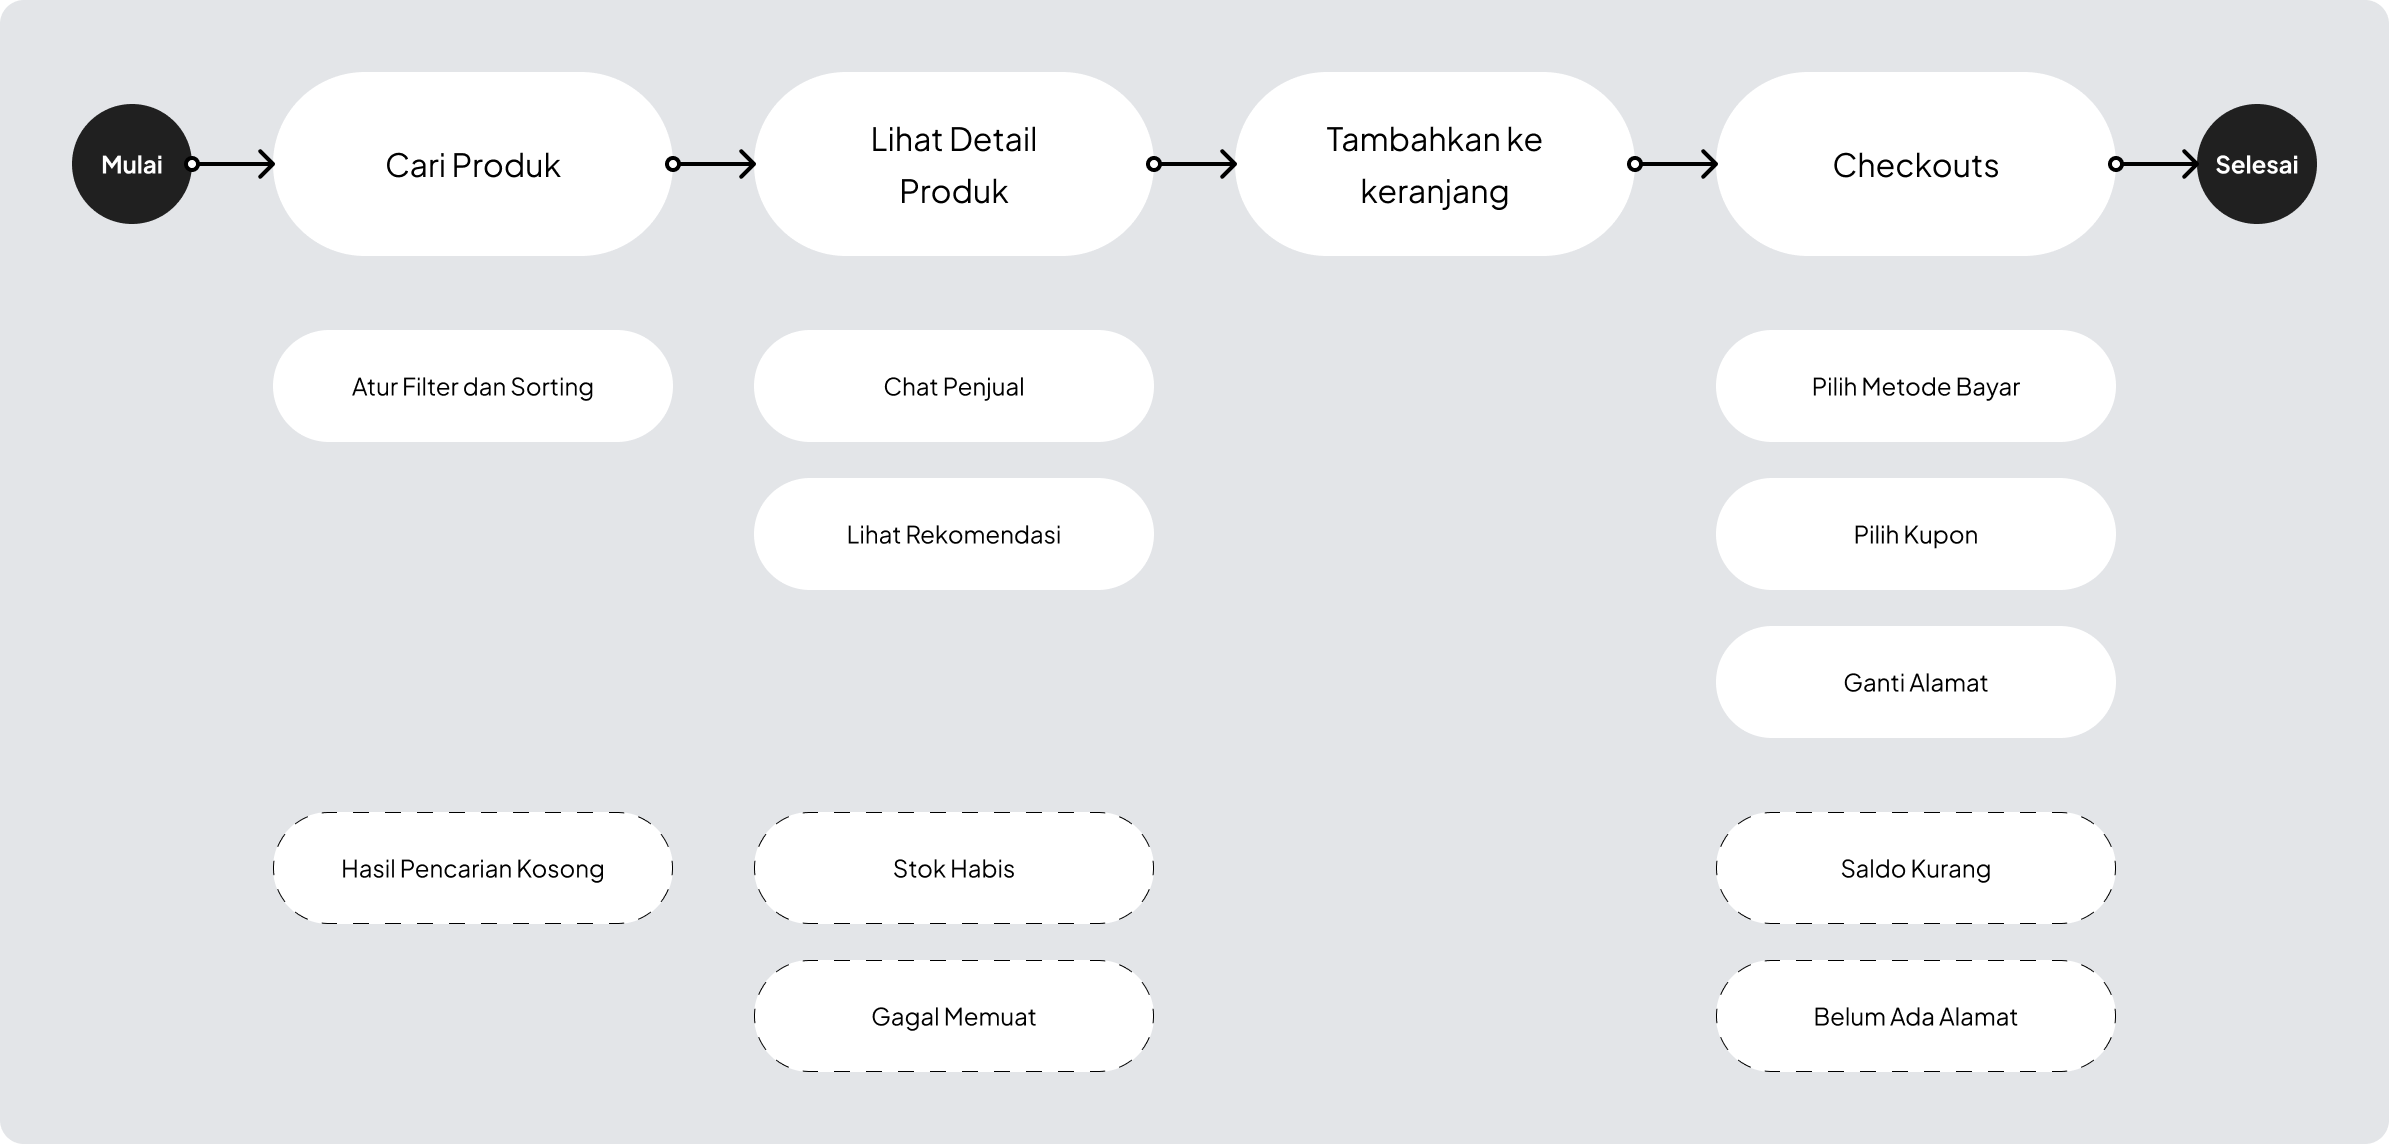 Mulai
Cari Produk
Lihat Detail
Produk
Tambahkan ke
keranjang
Checkouts
Selesai
Atur Filter dan Sorting
Chat Penjual
Pilih Metode Bayar
Lihat Rekomendasi
Pilih Kupon
Ganti Alamat
Hasil Pencarian Kosong
Stok Habis
Saldo Kurang
Gagal Memuat
Belum Ada Alamat